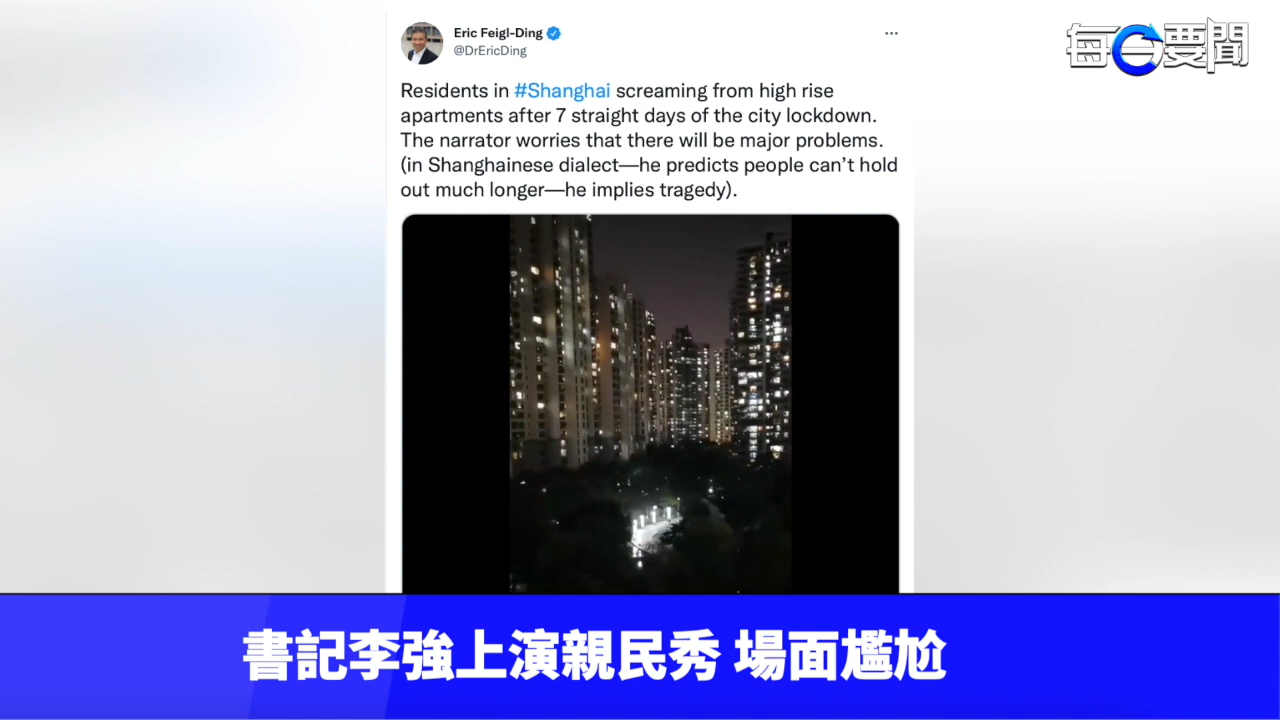 Eric Feigl-Ding
@DrEricDing
每日要聞
Residents in #Shanghai screaming from high rise
apartments after 7 straight days of the city lockdown.
The narrator worries that there will be major problems.
(in Shanghainese dialect—he predicts people can’t hold
out much longer—he implies tragedy).
書記李強上演親民秀 場面尷尬